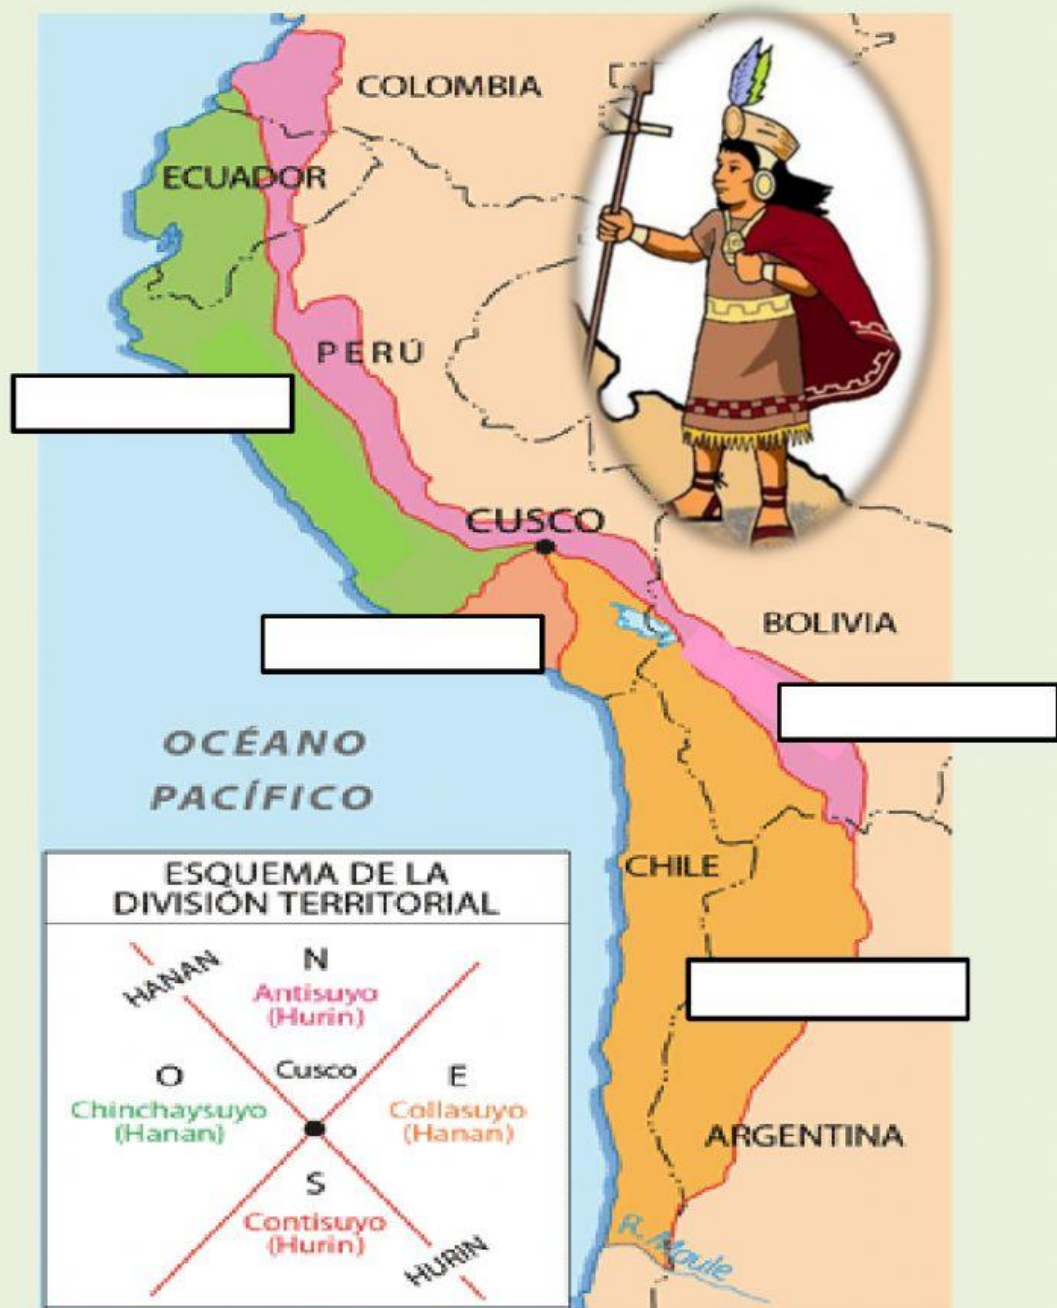 COLOMBIA
ECUADOR
PERÚ
CUSCO
BOLIVIA
OCÉANO
PACÍFICO
CHILE
ARGENTINA
R. Maule
ESQUEMA DE LA
DIVISIÓN TERRITORIAL
HANAN
N
Antisuyo
(Hurin)
Cusco
O
Chinchaysuyo
(Hanan)
E
Collasuyo
(Hanan)
S
Contisuyo
(Hurin)
HURIN